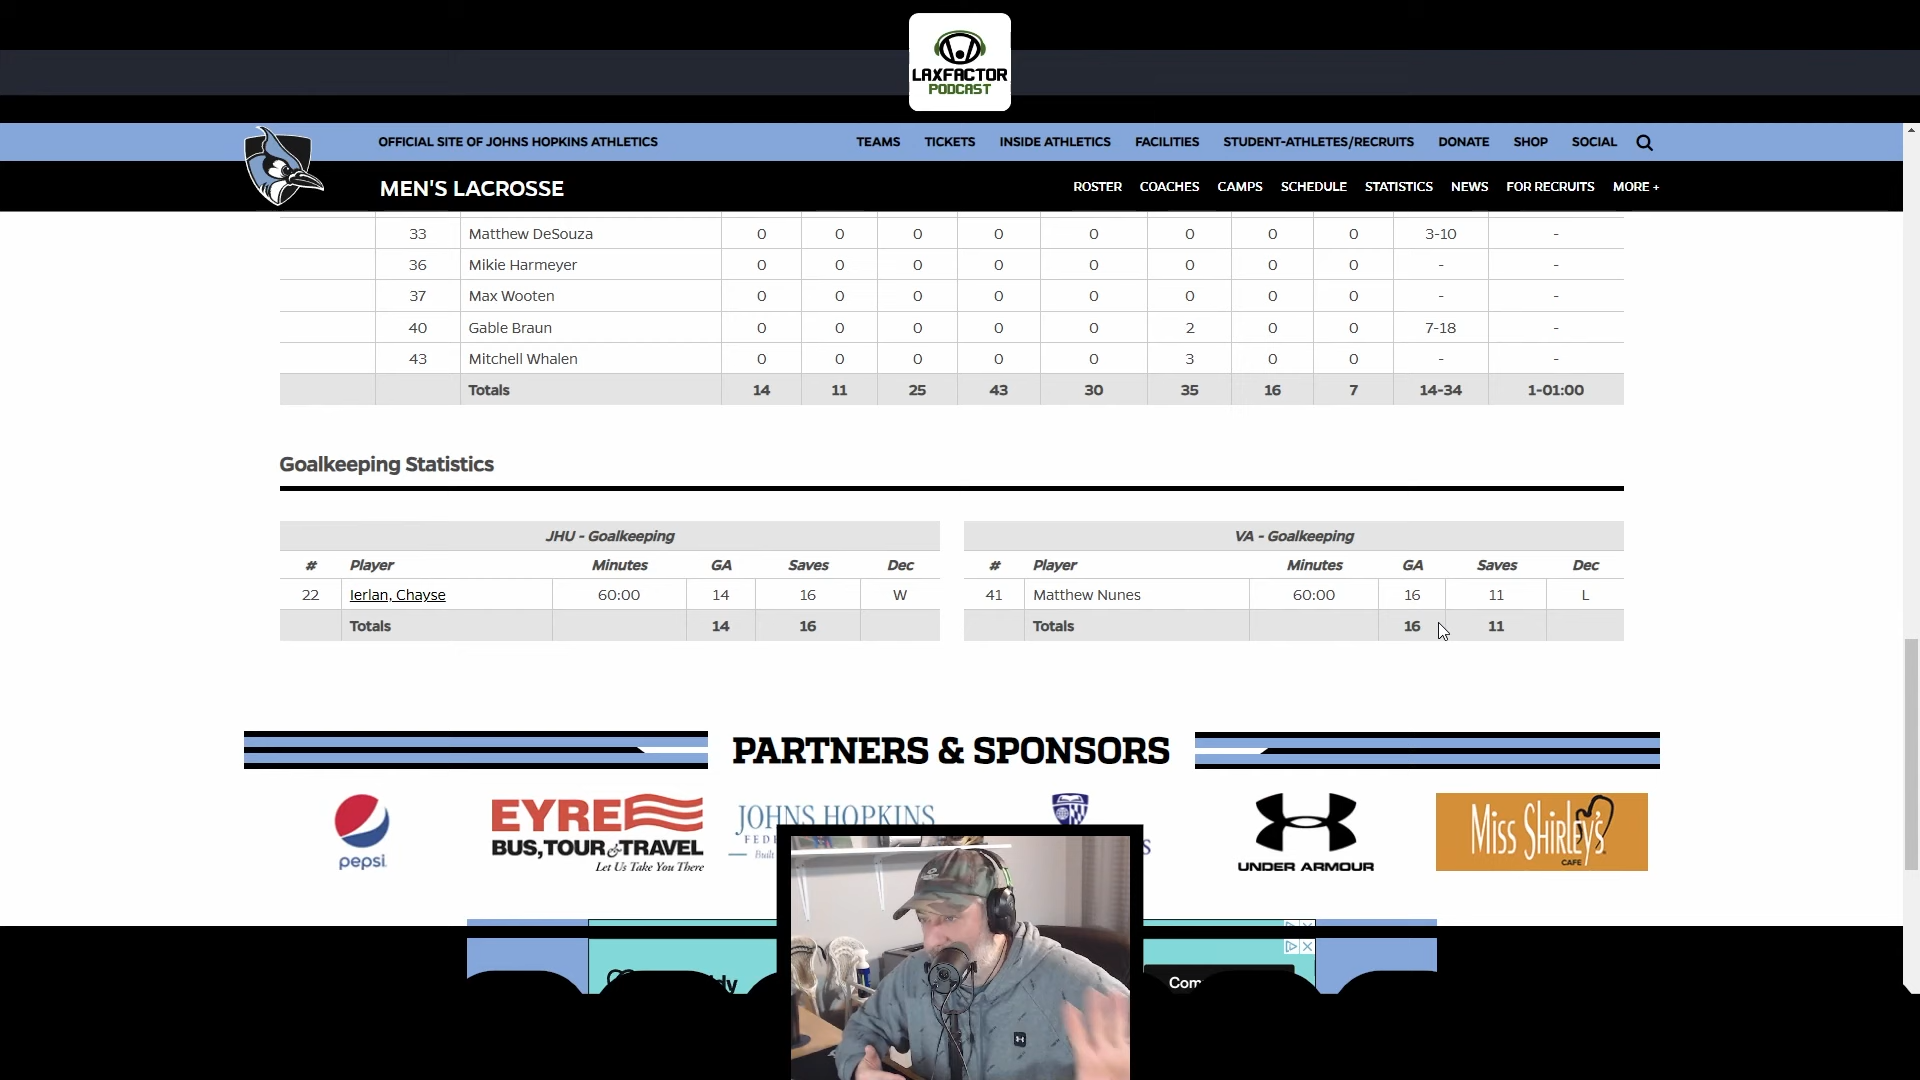 LAXFACTOR
PODCAST
OFFICIAL SITE OF JOHNS HOPKINS ATHLETICS TEAMS TICKETS INSIDE ATHLETICS FACILITIES STUDENT-ATHLETES/RECRUITS DONATE SHOP SOCIAL
MEN'S LACROSSE ROSTER COACHES CAMPS SCHEDULE STATISTICS NEWS FOR RECRUITS MORE +
33 Matthew DeSouza 0 0 0 0 0 0 0 0 3-10 -
36 Mikie Harmeyer 0 0 0 0 0 0 0 0 - -
37 Max Wooten 0 0 0 0 0 0 0 0 - -
40 Gable Braun 0 0 0 0 0 2 0 0 7-18 -
43 Mitchell Whalen 0 0 0 0 0 3 0 0 - -
Totals 14 11 25 43 30 35 16 7 14-34 1-01:00
Goalkeeping Statistics
JHU - Goalkeeping
# Player Minutes GA Saves Dec
22 Ierlan, Chayse 60:00 14 16 W
Totals 14 16
VA - Goalkeeping
# Player Minutes GA Saves Dec
41 Matthew Nunes 60:00 16 11 L
Totals 16 11
PARTNERS & SPONSORS
pepsi
EYRE
BUS, TOUR & TRAVEL
Let Us Take You There
JOHNS HOPKINS
FED
Built
UNDER ARMOUR
Miss Shirley's
CAFE
Com